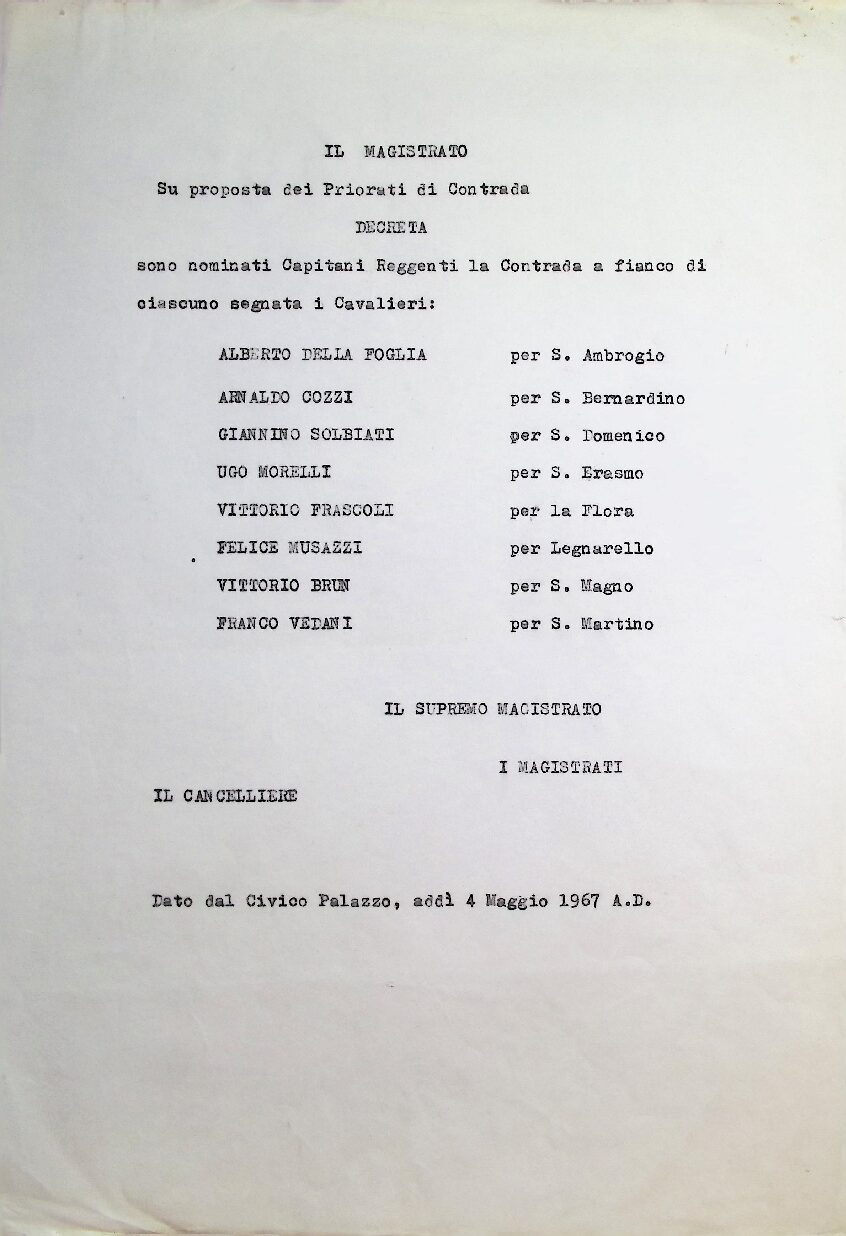 IL MAGISTRATO
Su proposta dei Priorati di Contrada
DECRETA
sono nominati Capitani Reggenti la Contrada a fianco di
ciascuno segnata i Cavalieri:
ALBERTO DELLA FOGLIA per S. Ambrogio
ARNALDO COZZI per S. Bernardino
GIANNINO SOLBIATI per S. Domenico
UGO MORELLI per S. Erasmo
VITTORIO FRASCOLI per la Flora
FELICE MUSAZZI per Legnarello
VITTORIO BRUN per S. Magno
FRANCO VEDANI per S. Martino
IL SUPREMO MAGISTRATO
I MAGISTRATI
IL CANCELLIERE
Dato dal Civico Palazzo, addì 4 Maggio 1967 A.D.